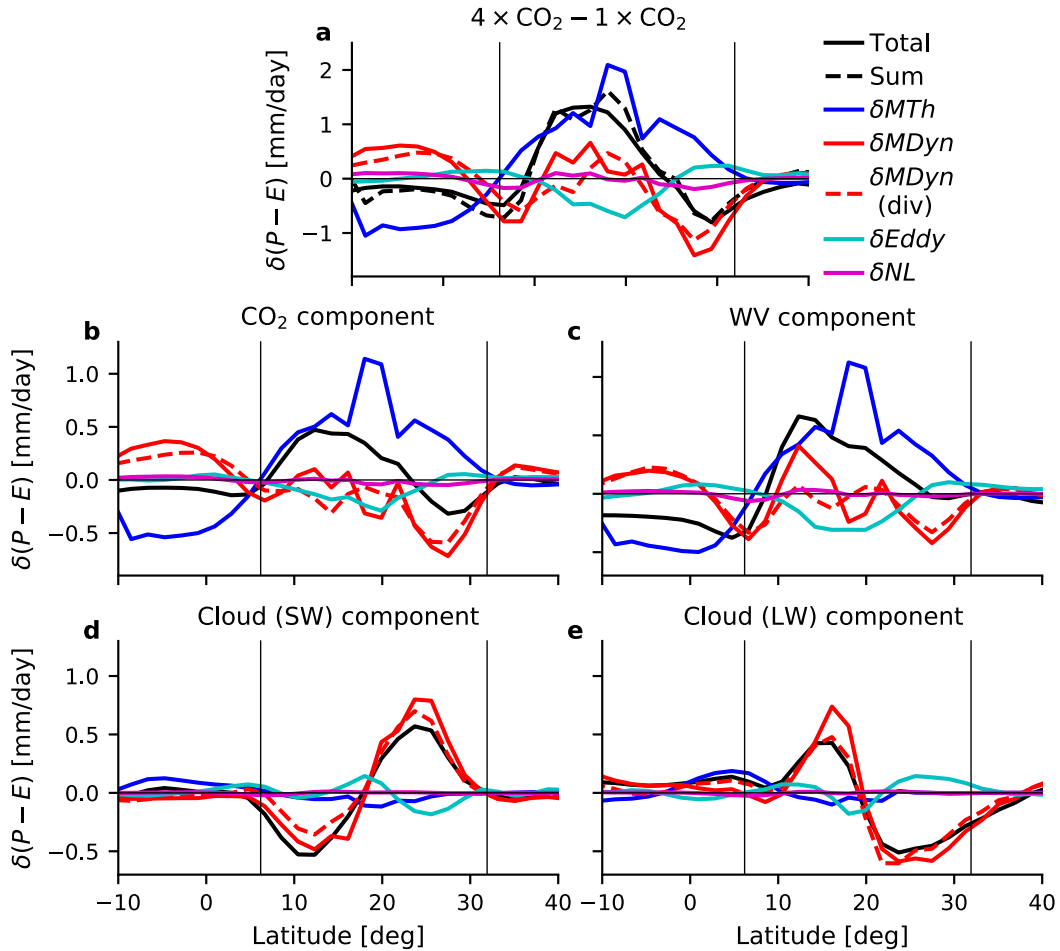 4 × CO₂ − 1 × CO₂
a
δ(P − E) [mm/day]
2
1
0
−1
Total
Sum
δMTh
δMDyn
δMDyn
(div)
δEddy
δNL
b
CO₂ component
δ(P − E) [mm/day]
1.0
0.5
0.0
−0.5
c
WV component
d
Cloud (SW) component
δ(P − E) [mm/day]
1.0
0.5
0.0
−0.5
−10 0 10 20 30 40
Latitude [deg]
e
Cloud (LW) component
−10 0 10 20 30 40
Latitude [deg]